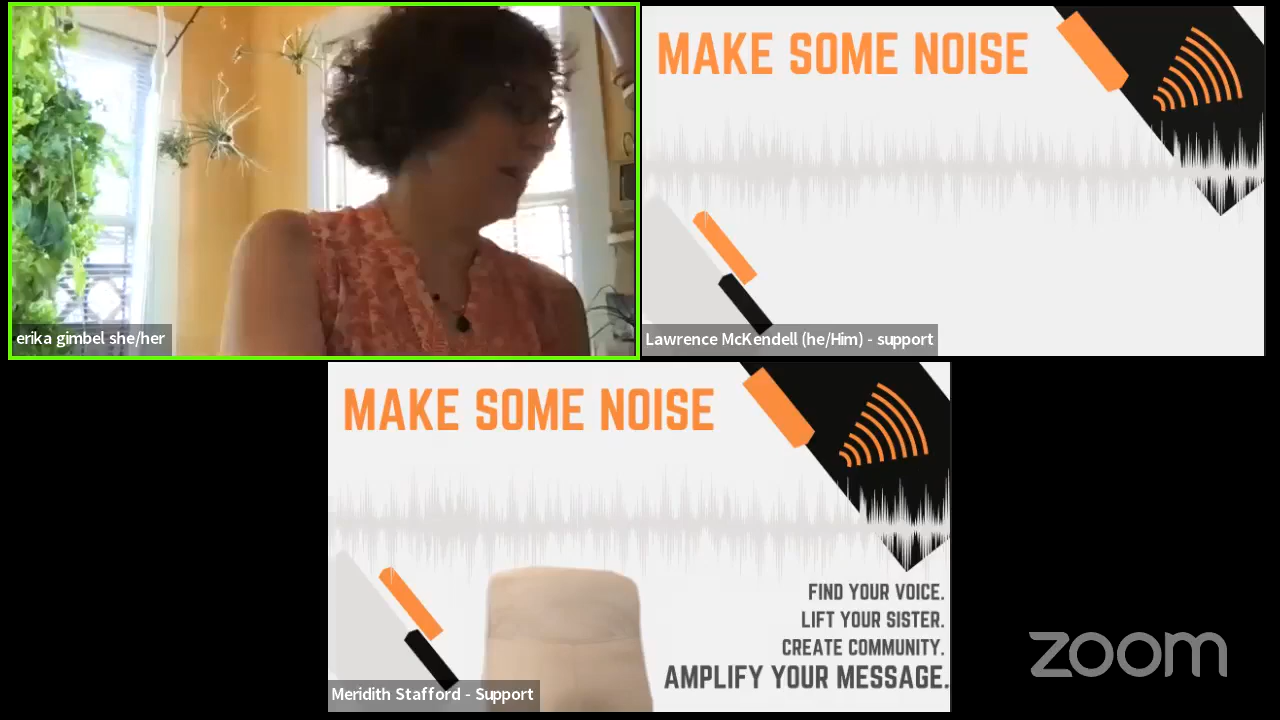 MAKE SOME NOISE
erika gimbel she/her
Lawrence McKendell (he/Him) - support
MAKE SOME NOISE
FIND YOUR VOICE.
LIFT YOUR SISTER.
CREATE COMMUNITY.
AMPLIFY YOUR MESSAGE.
Meridith Stafford - Support
zoom